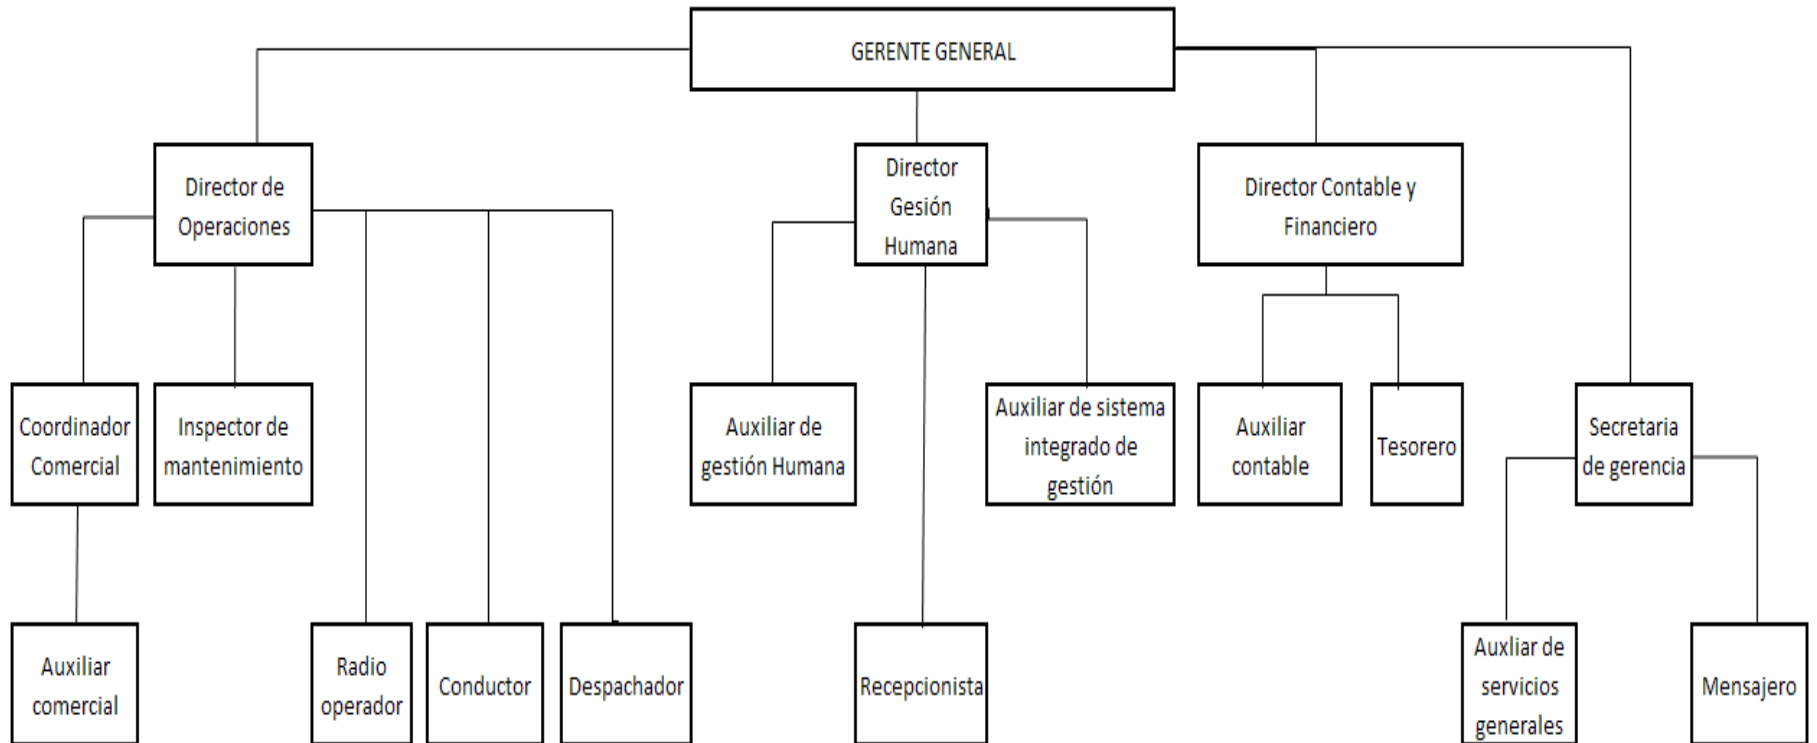 GERENTE GENERAL
Director de
Operaciones
Director
Gesión
Humana
Director Contable y
Financiero
Coordinador
Comercial
Inspector de
mantenimiento
Auxiliar de
gestión Humana
Auxiliar de sistema
integrado de
gestión
Auxiliar
contable
Tesorero
Secretaria
de gerencia
Auxiliar
comercial
Radio
operador
Conductor
Despachador
Recepcionista
Auxliar de
servicios
generales
Mensajero